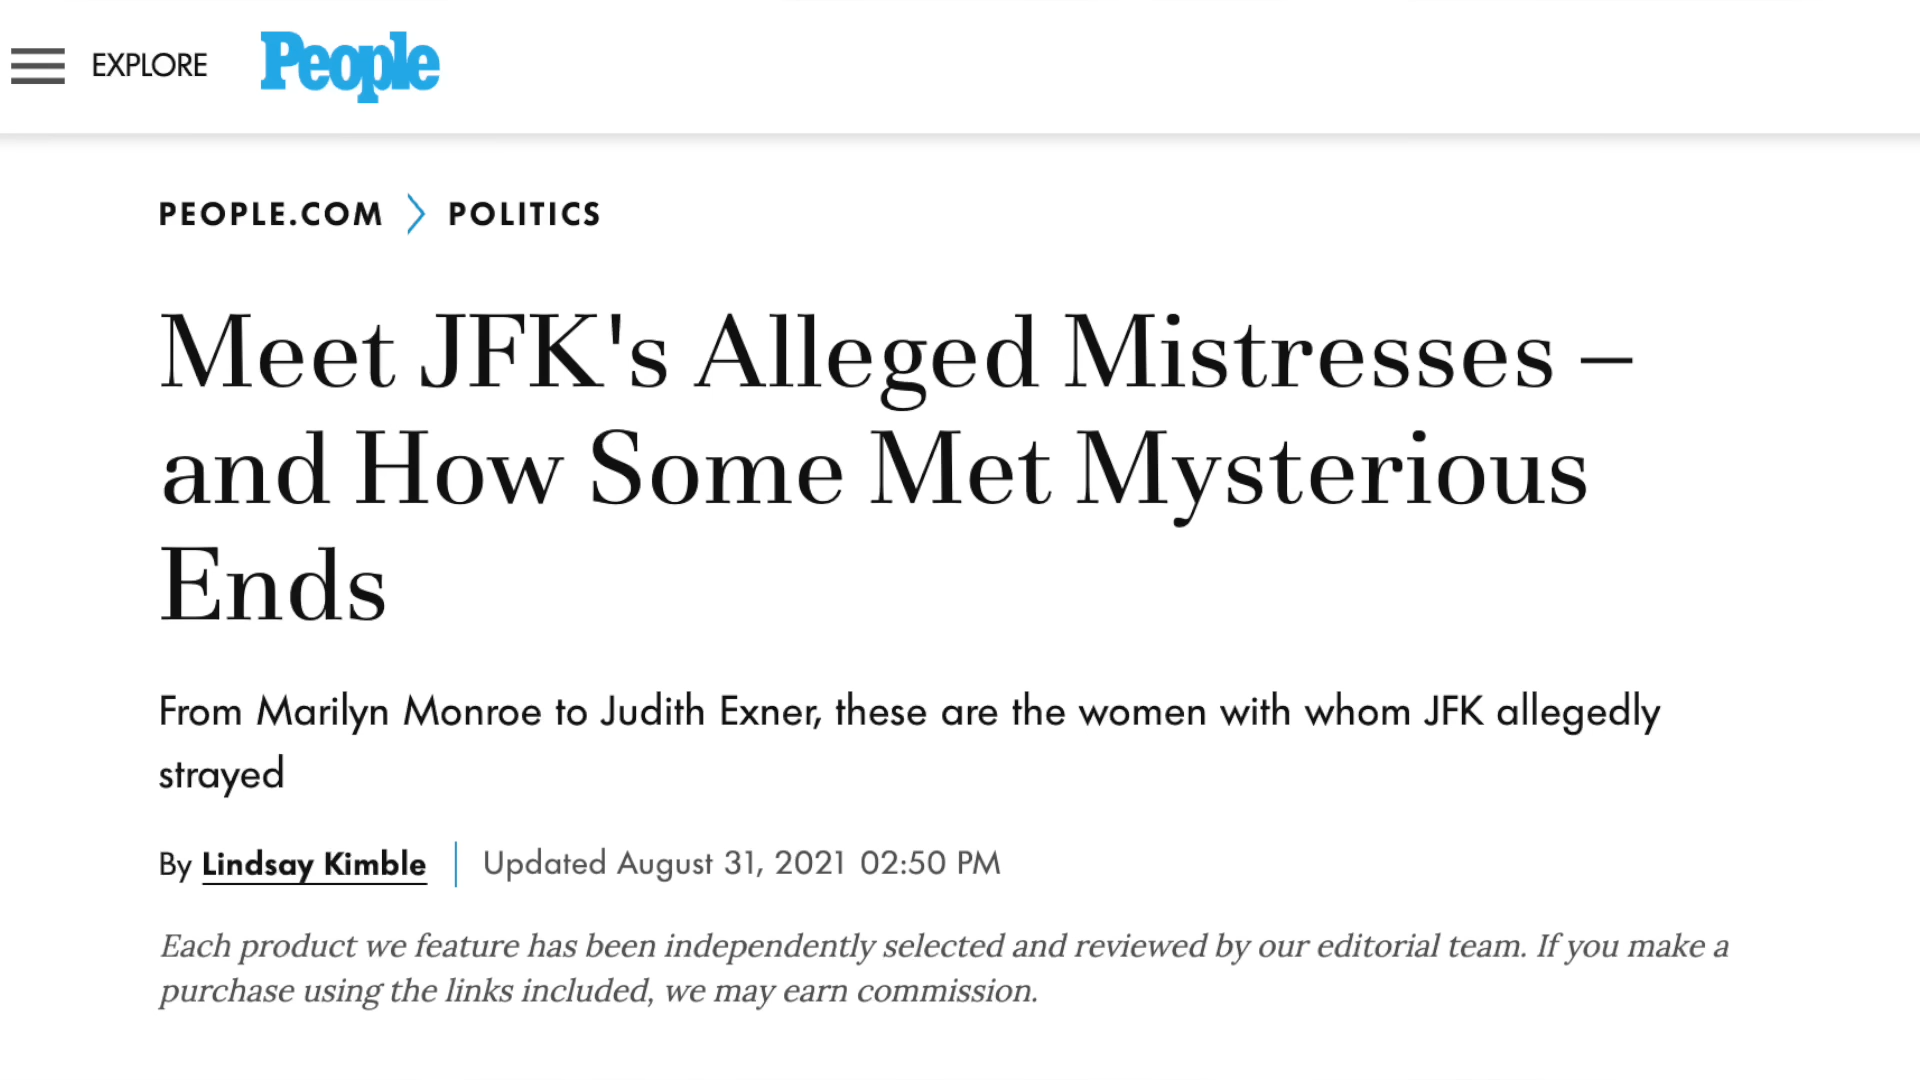 EXPLORE People
PEOPLE.COM > POLITICS
Meet JFK's Alleged Mistresses –
and How Some Met Mysterious
Ends
From Marilyn Monroe to Judith Exner, these are the women with whom JFK allegedly
strayed
By Lindsay Kimble | Updated August 31, 2021 02:50 PM
Each product we feature has been independently selected and reviewed by our editorial team. If you make a
purchase using the links included, we may earn commission.